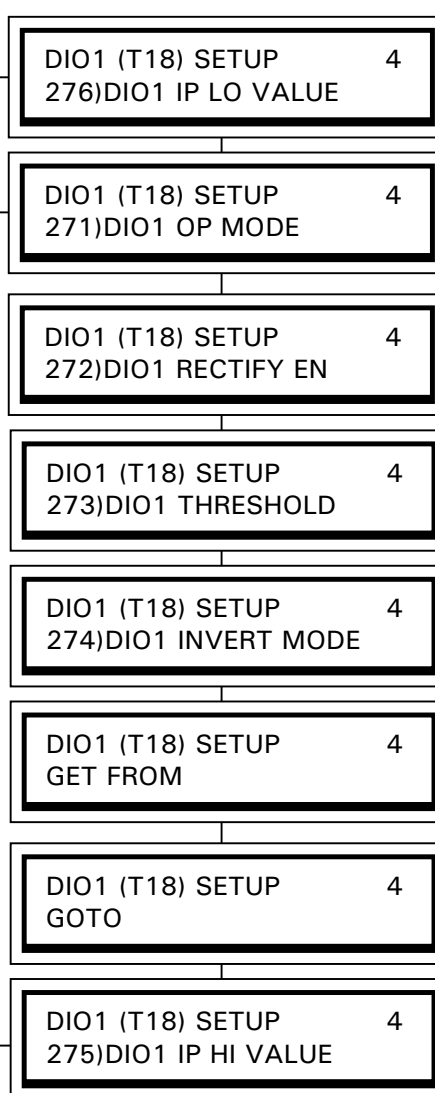 DIO1 (T18) SETUP 4
276)DIO1 IP LO VALUE
DIO1 (T18) SETUP 4
271)DIO1 OP MODE
DIO1 (T18) SETUP 4
272)DIO1 RECTIFY EN
DIO1 (T18) SETUP 4
273)DIO1 THRESHOLD
DIO1 (T18) SETUP 4
274)DIO1 INVERT MODE
DIO1 (T18) SETUP 4
GET FROM
DIO1 (T18) SETUP 4
GOTO
DIO1 (T18) SETUP 4
275)DIO1 IP HI VALUE